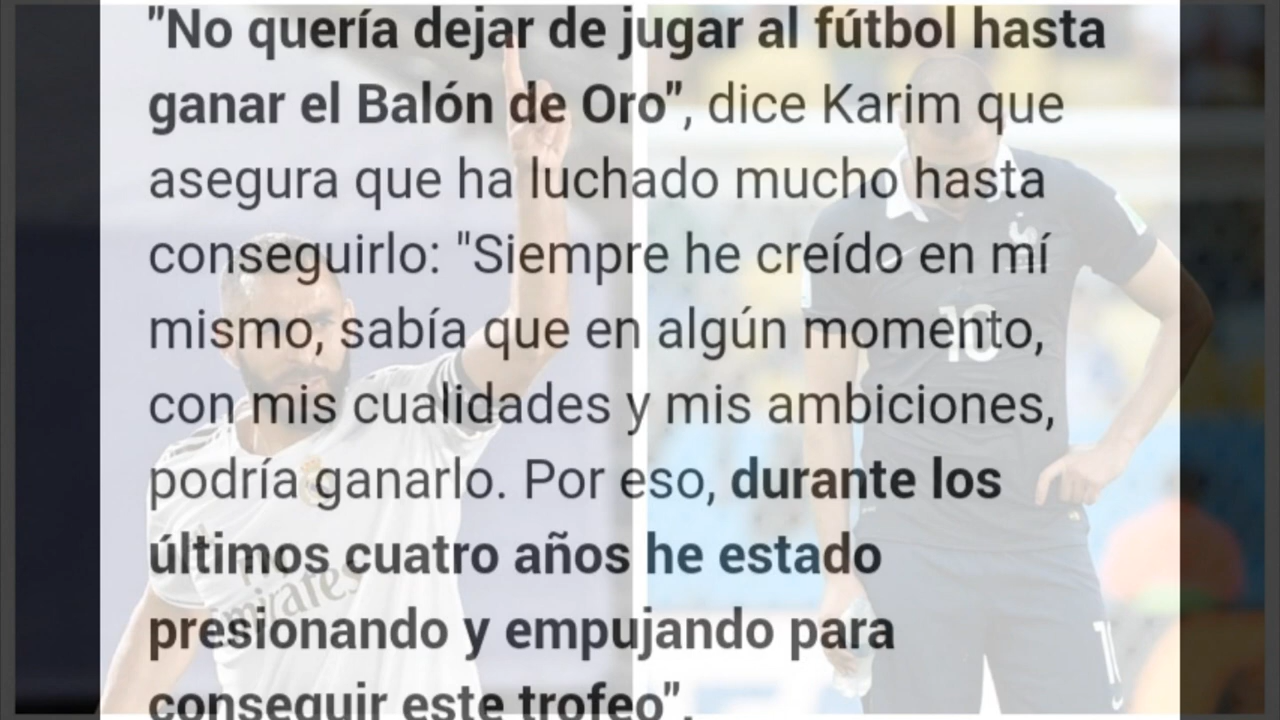 "No quería dejar de jugar al fútbol hasta
ganar el Balón de Oro", dice Karim que
asegura que ha luchado mucho hasta
conseguirlo: "Siempre he creído en mí
mismo, sabía que en algún momento,
con mis cualidades y mis ambiciones,
podría ganarlo. Por eso, durante los
últimos cuatro años he estado
presionando y empujando para
conseguir este trofeo".
10
Emirates